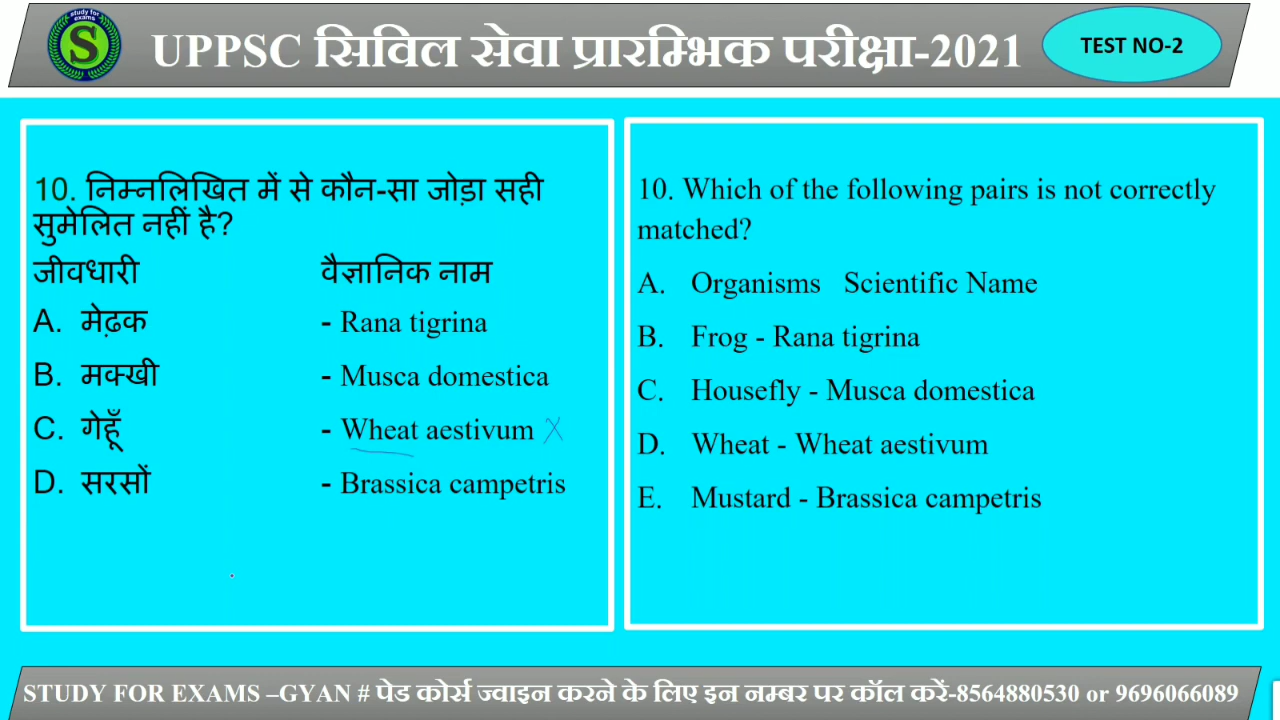 study for
exams
S
UPPSC सिविल सेवा प्रारम्भिक परीक्षा-2021
TEST NO-2
10. निम्नलिखित में से कौन-सा जोड़ा सही
सुमेलित नहीं है?
जीवधारी वैज्ञानिक नाम
A. मेढ़क - Rana tigrina
B. मक्खी - Musca domestica
C. गेहूँ - Wheat aestivum X
D. सरसों - Brassica campetris
10. Which of the following pairs is not correctly
matched?
A. Organisms Scientific Name
B. Frog - Rana tigrina
C. Housefly - Musca domestica
D. Wheat - Wheat aestivum
E. Mustard - Brassica campetris
STUDY FOR EXAMS –GYAN # पेड कोर्स ज्वाइन करने के लिए इन नम्बर पर कॉल करें-8564880530 or 9696066089